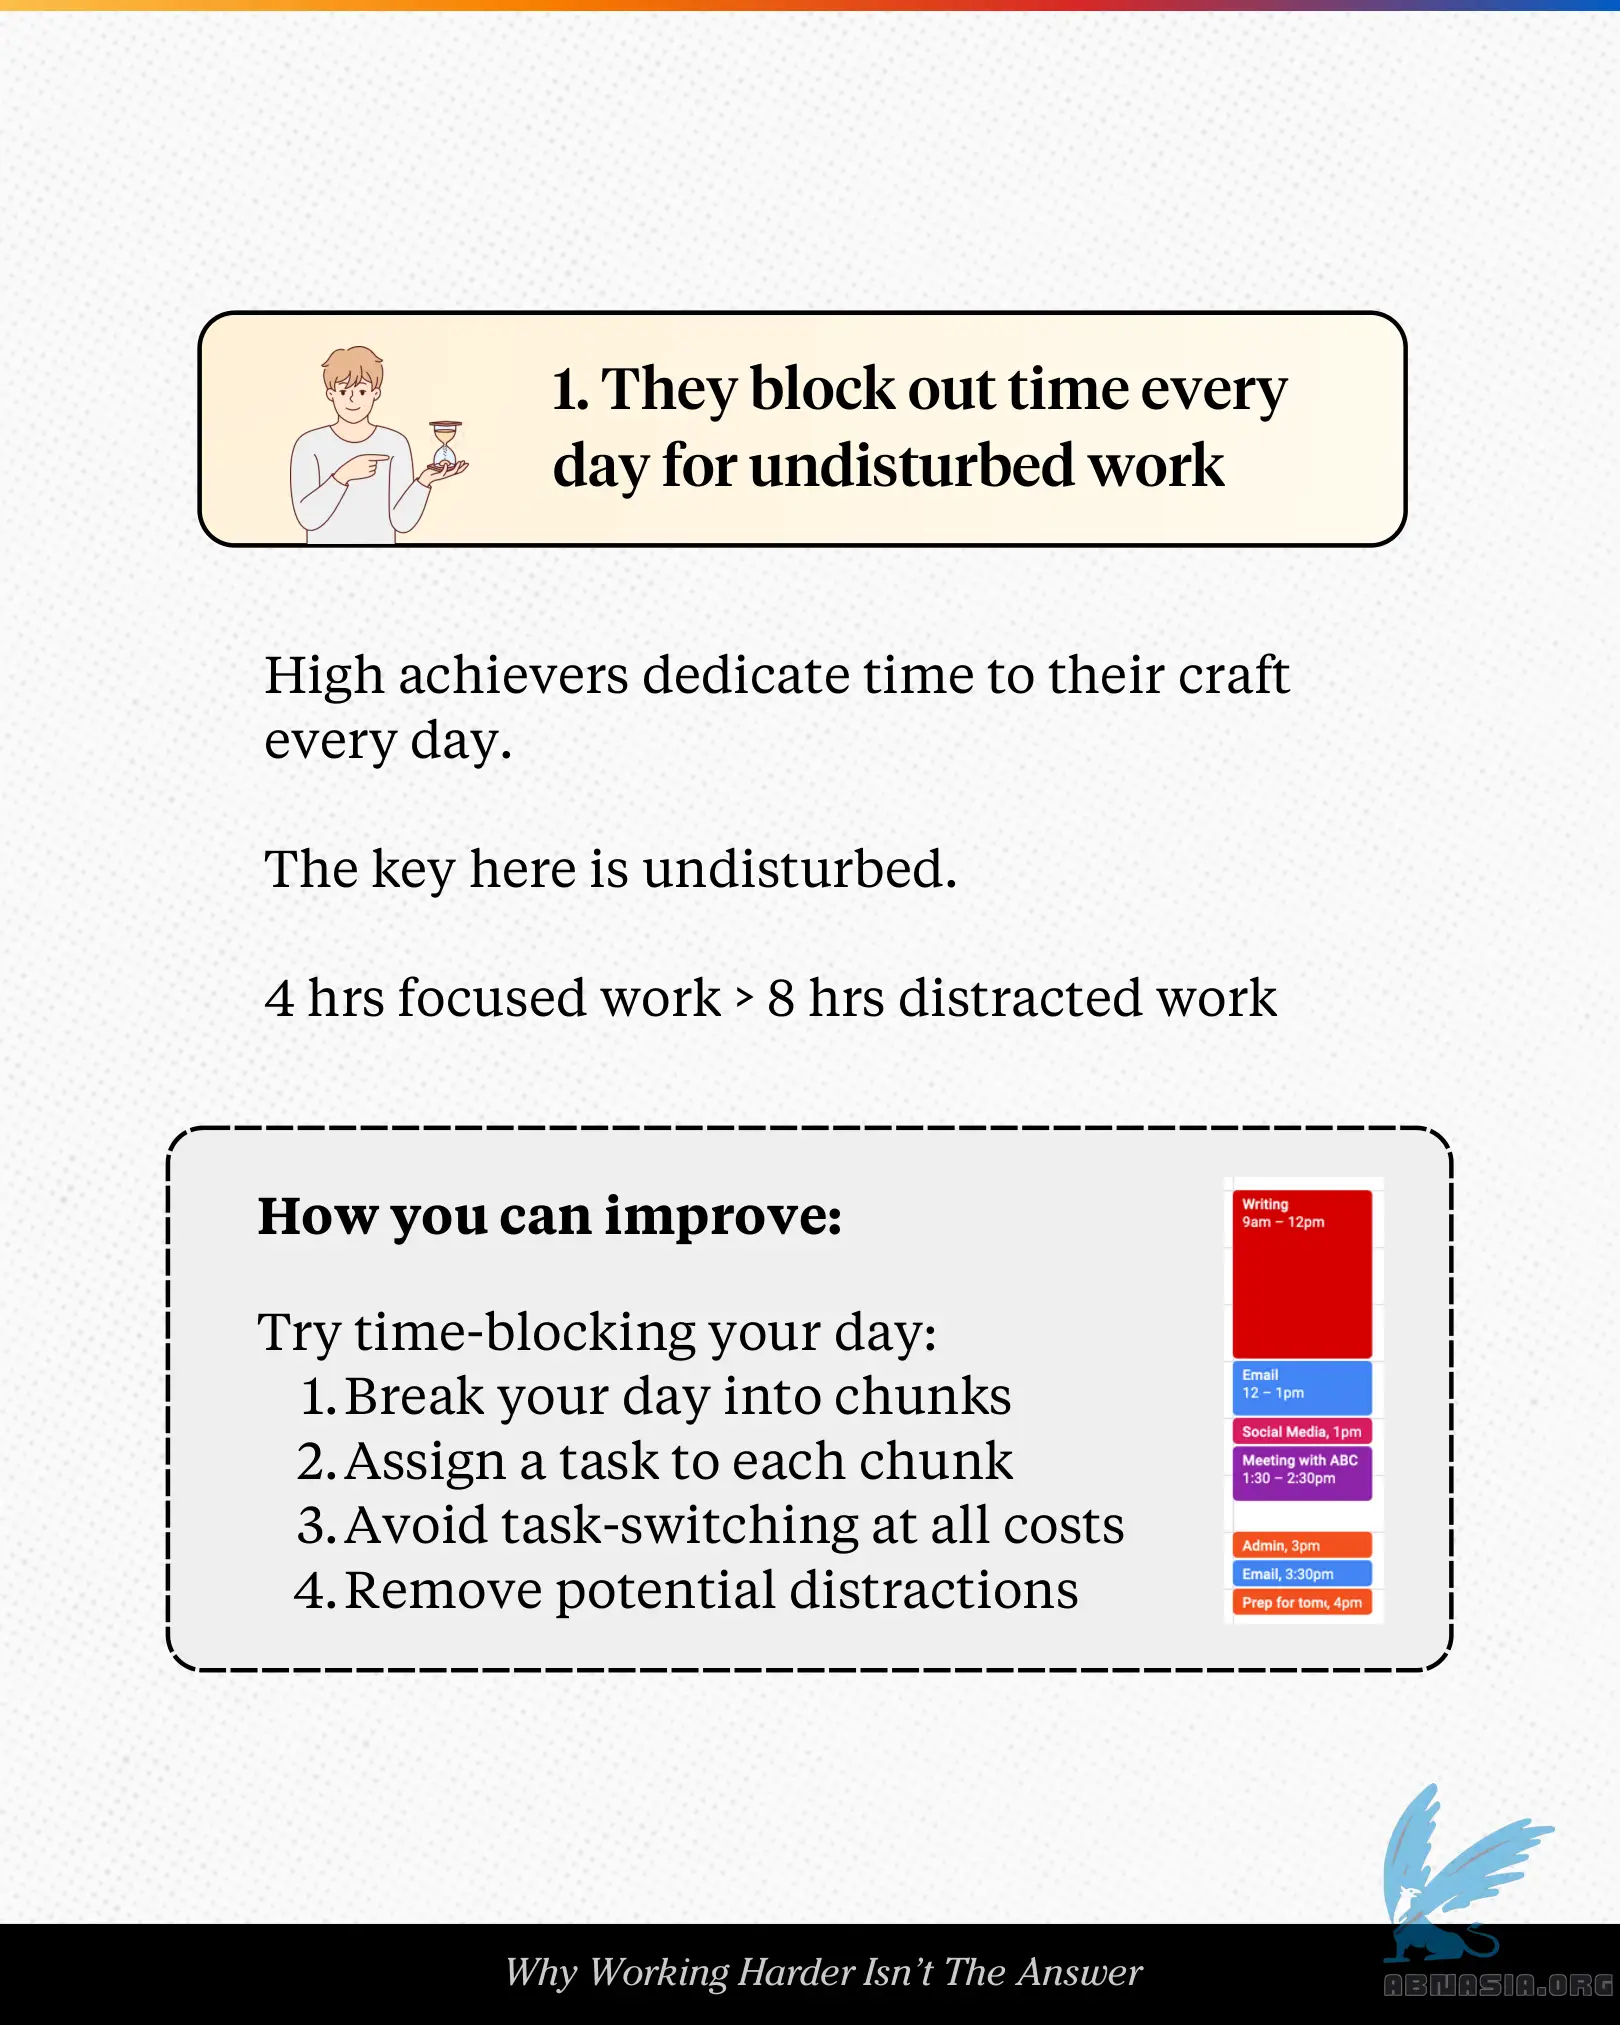 1. They block out time every
day for undisturbed work
High achievers dedicate time to their craft
every day.
The key here is undisturbed.
4 hrs focused work > 8 hrs distracted work
How you can improve:
Try time-blocking your day:
1. Break your day into chunks
2. Assign a task to each chunk
3. Avoid task-switching at all costs
4. Remove potential distractions
Writing
9am – 12pm
Email
12 – 1pm
Social Media, 1pm
Meeting with ABC
1:30 – 2:30pm
Admin, 3pm
Email, 3:30pm
Prep for tom, 4pm
Why Working Harder Isn't The Answer
ABNASIA.ORG